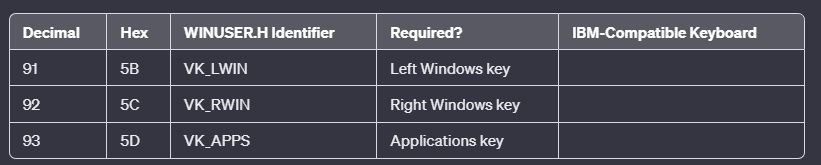 Decimal Hex WINUSER.H Identifier Required? IBM-Compatible Keyboard
91 5B VK_LWIN Left Windows key
92 5C VK_RWIN Right Windows key
93 5D VK_APPS Applications key